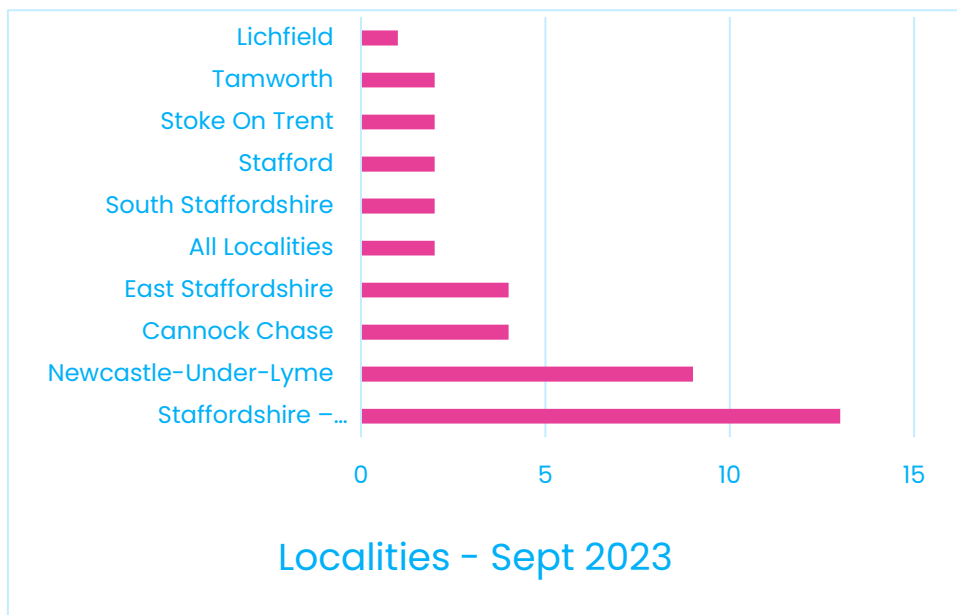 Lichfield
Tamworth
Stoke On Trent
Stafford
South Staffordshire
All Localities
East Staffordshire
Cannock Chase
Newcastle-Under-Lyme
Staffordshire –...
0 5 10 15
Localities - Sept 2023